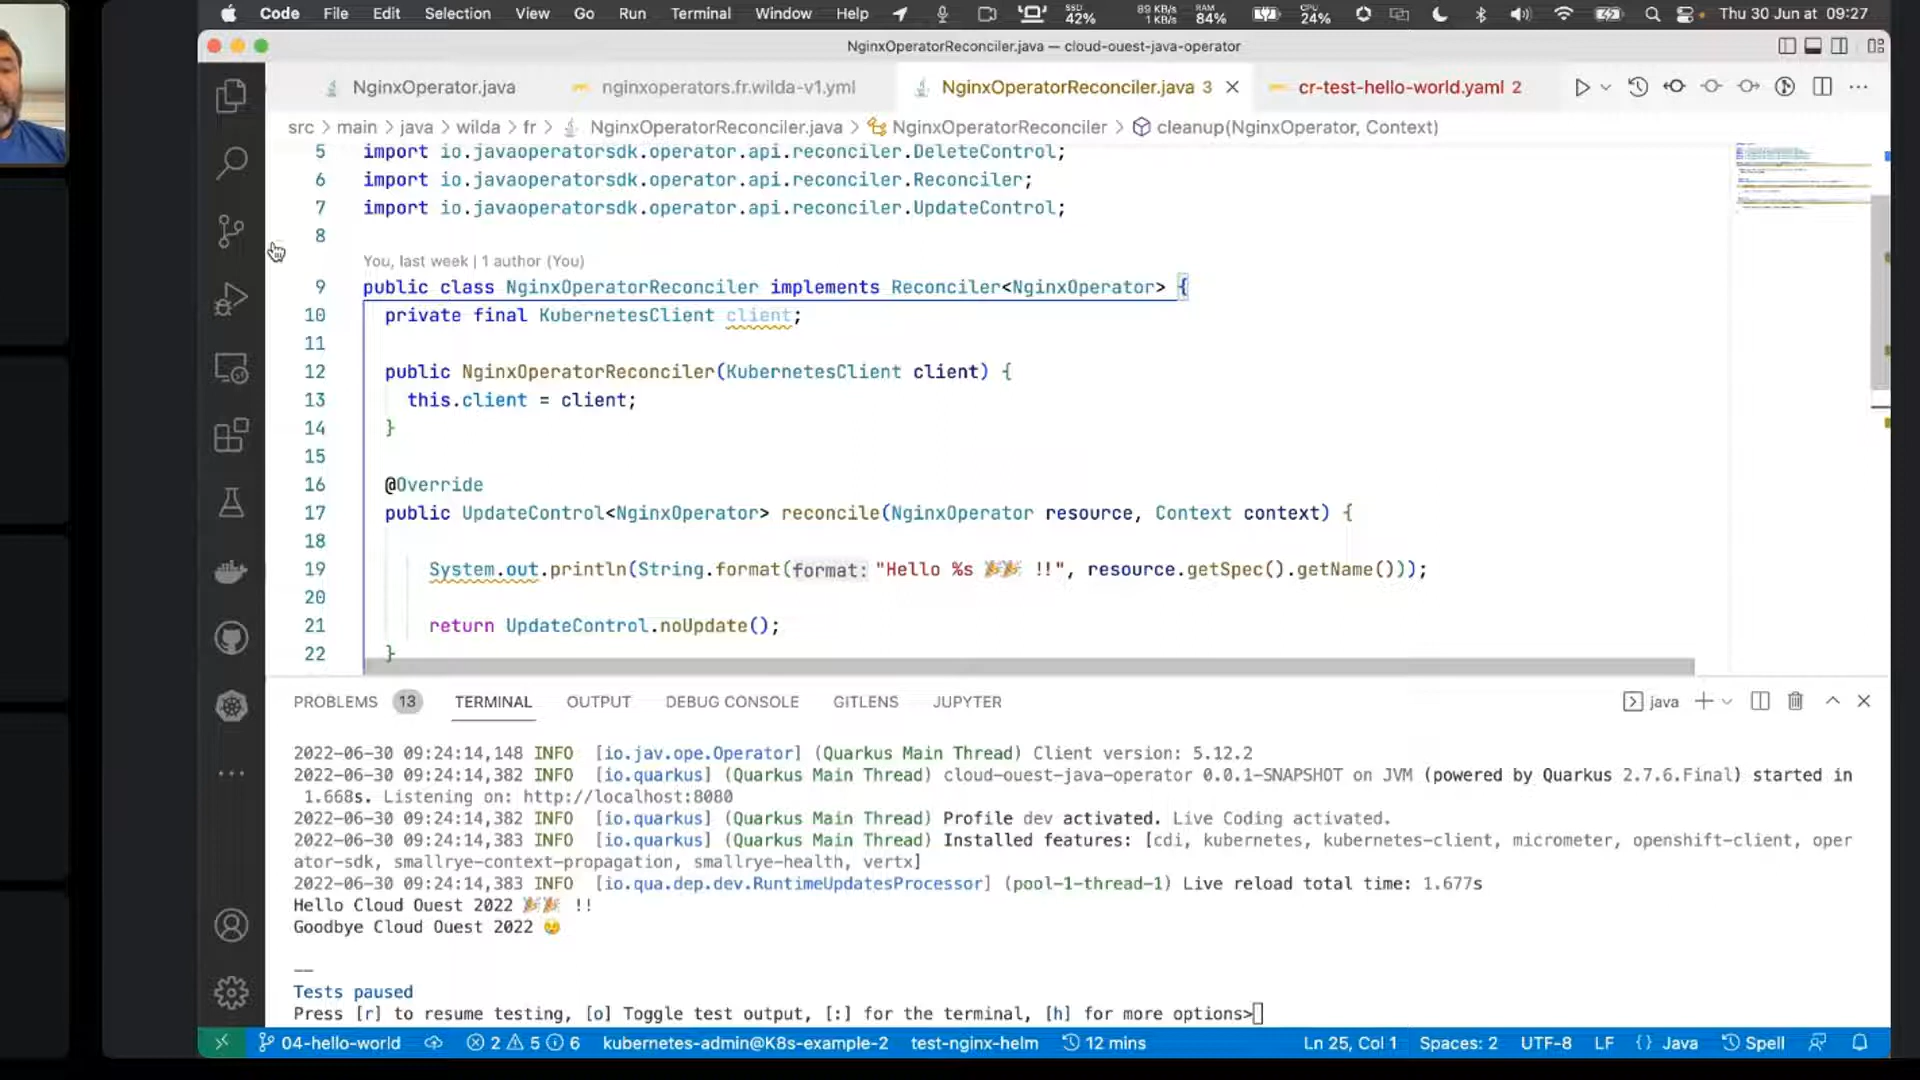 Code File Edit Selection View Go Run Terminal Window Help SSD 42% 89 KB/s 1 KB/s RAM 84% CPU 24% Thu 30 Jun at 09:27
NginxOperatorReconciler.java — cloud-ouest-java-operator
NginxOperator.java nginxoperators.fr.wilda-v1.yml NginxOperatorReconciler.java 3 cr-test-hello-world.yaml 2
src > main > java > wilda > fr > NginxOperatorReconciler.java > NginxOperatorReconciler > cleanup(NginxOperator, Context)
5 import io.javaoperatorsdk.operator.api.reconciler.DeleteControl;
6 import io.javaoperatorsdk.operator.api.reconciler.Reconciler;
7 import io.javaoperatorsdk.operator.api.reconciler.UpdateControl;
8
You, last week | 1 author (You)
9 public class NginxOperatorReconciler implements Reconciler<NginxOperator> {
10 private final KubernetesClient client;
11
12 public NginxOperatorReconciler(KubernetesClient client) {
13 this.client = client;
14 }
15
16 @Override
17 public UpdateControl<NginxOperator> reconcile(NginxOperator resource, Context context) {
18
19 System.out.println(String.format(format: "Hello %s 🎉🎉 !!", resource.getSpec().getName()));
20
21 return UpdateControl.noUpdate();
22 }
PROBLEMS 13 TERMINAL OUTPUT DEBUG CONSOLE GITLENS JUPYTER java
2022-06-30 09:24:14,148 INFO [io.jav.ope.Operator] (Quarkus Main Thread) Client version: 5.12.2
2022-06-30 09:24:14,382 INFO [io.quarkus] (Quarkus Main Thread) cloud-ouest-java-operator 0.0.1-SNAPSHOT on JVM (powered by Quarkus 2.7.6.Final) started in
1.668s. Listening on: http://localhost:8080
2022-06-30 09:24:14,382 INFO [io.quarkus] (Quarkus Main Thread) Profile dev activated. Live Coding activated.
2022-06-30 09:24:14,383 INFO [io.quarkus] (Quarkus Main Thread) Installed features: [cdi, kubernetes, kubernetes-client, micrometer, openshift-client, oper
ator-sdk, smallrye-context-propagation, smallrye-health, vertx]
2022-06-30 09:24:14,383 INFO [io.qua.dep.dev.RuntimeUpdatesProcessor] (pool-1-thread-1) Live reload total time: 1.677s
Hello Cloud Ouest 2022 🎉🎉 !!
Goodbye Cloud Ouest 2022 😢
--
Tests paused
Press [r] to resume testing, [o] Toggle test output, [:] for the terminal, [h] for more options>
04-hello-world 2 5 6 kubernetes-admin@K8s-example-2 test-nginx-helm 12 mins Ln 25, Col 1 Spaces: 2 UTF-8 LF {} Java Spell